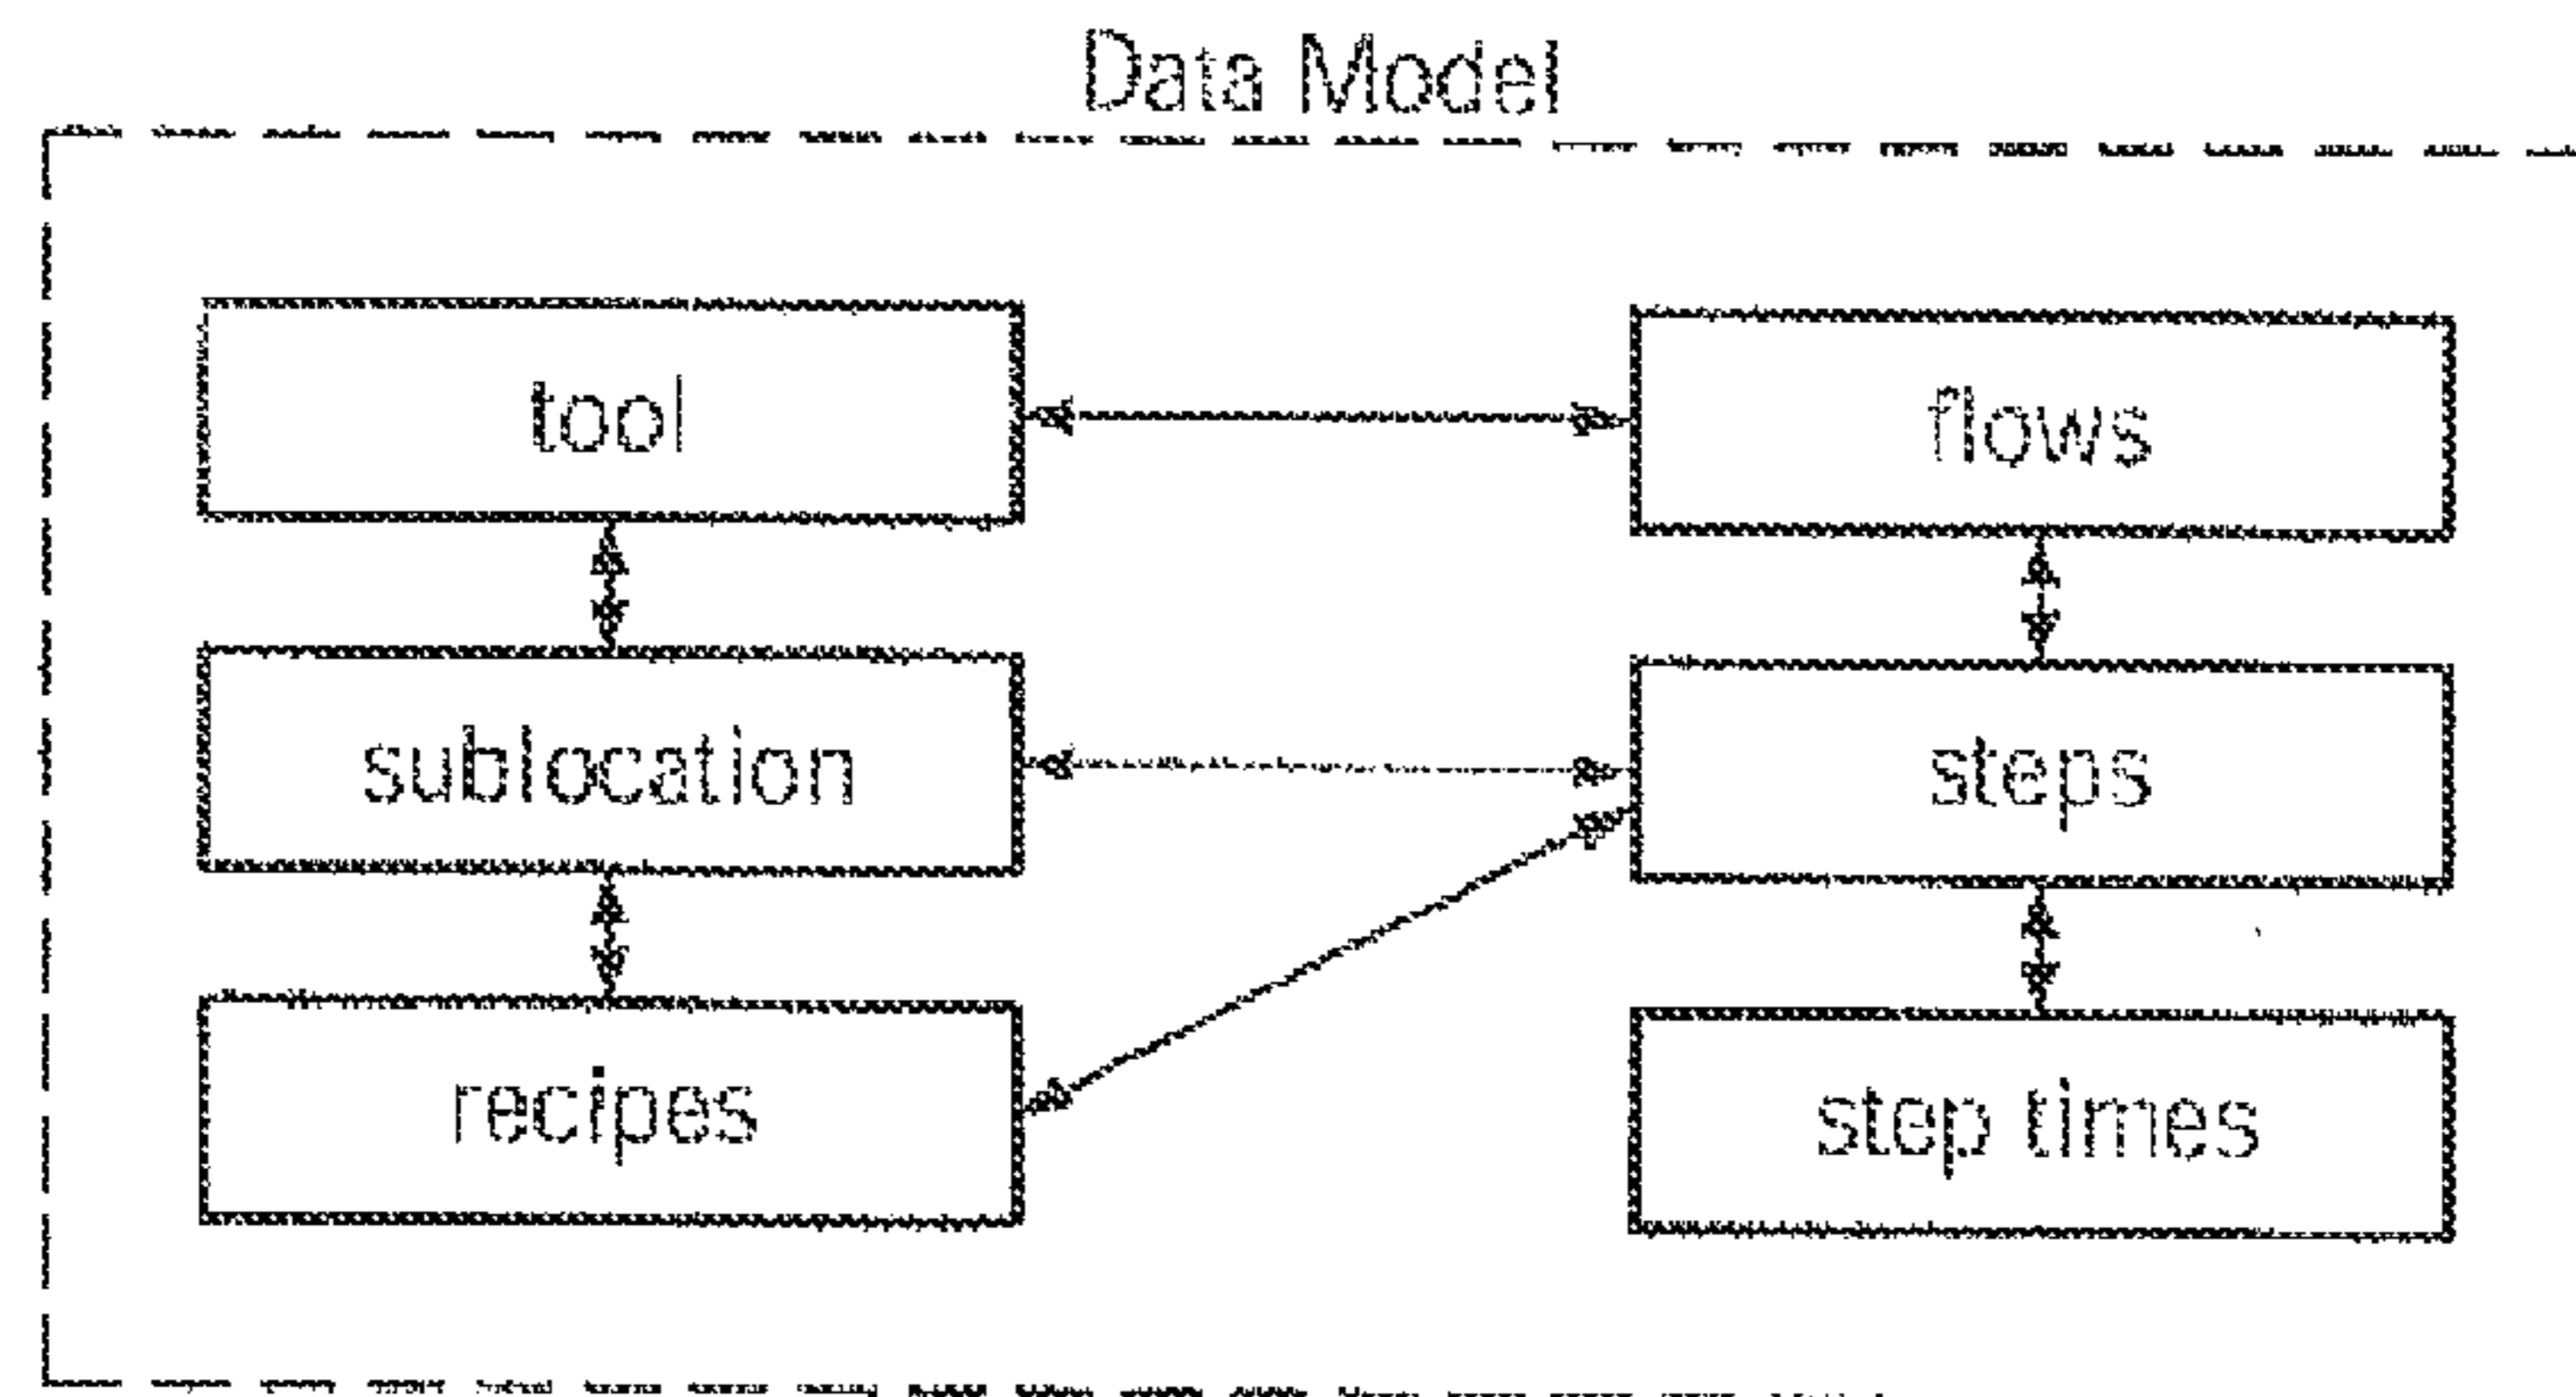 Data Model
tool
flows
sublocation
steps
recipes
step times